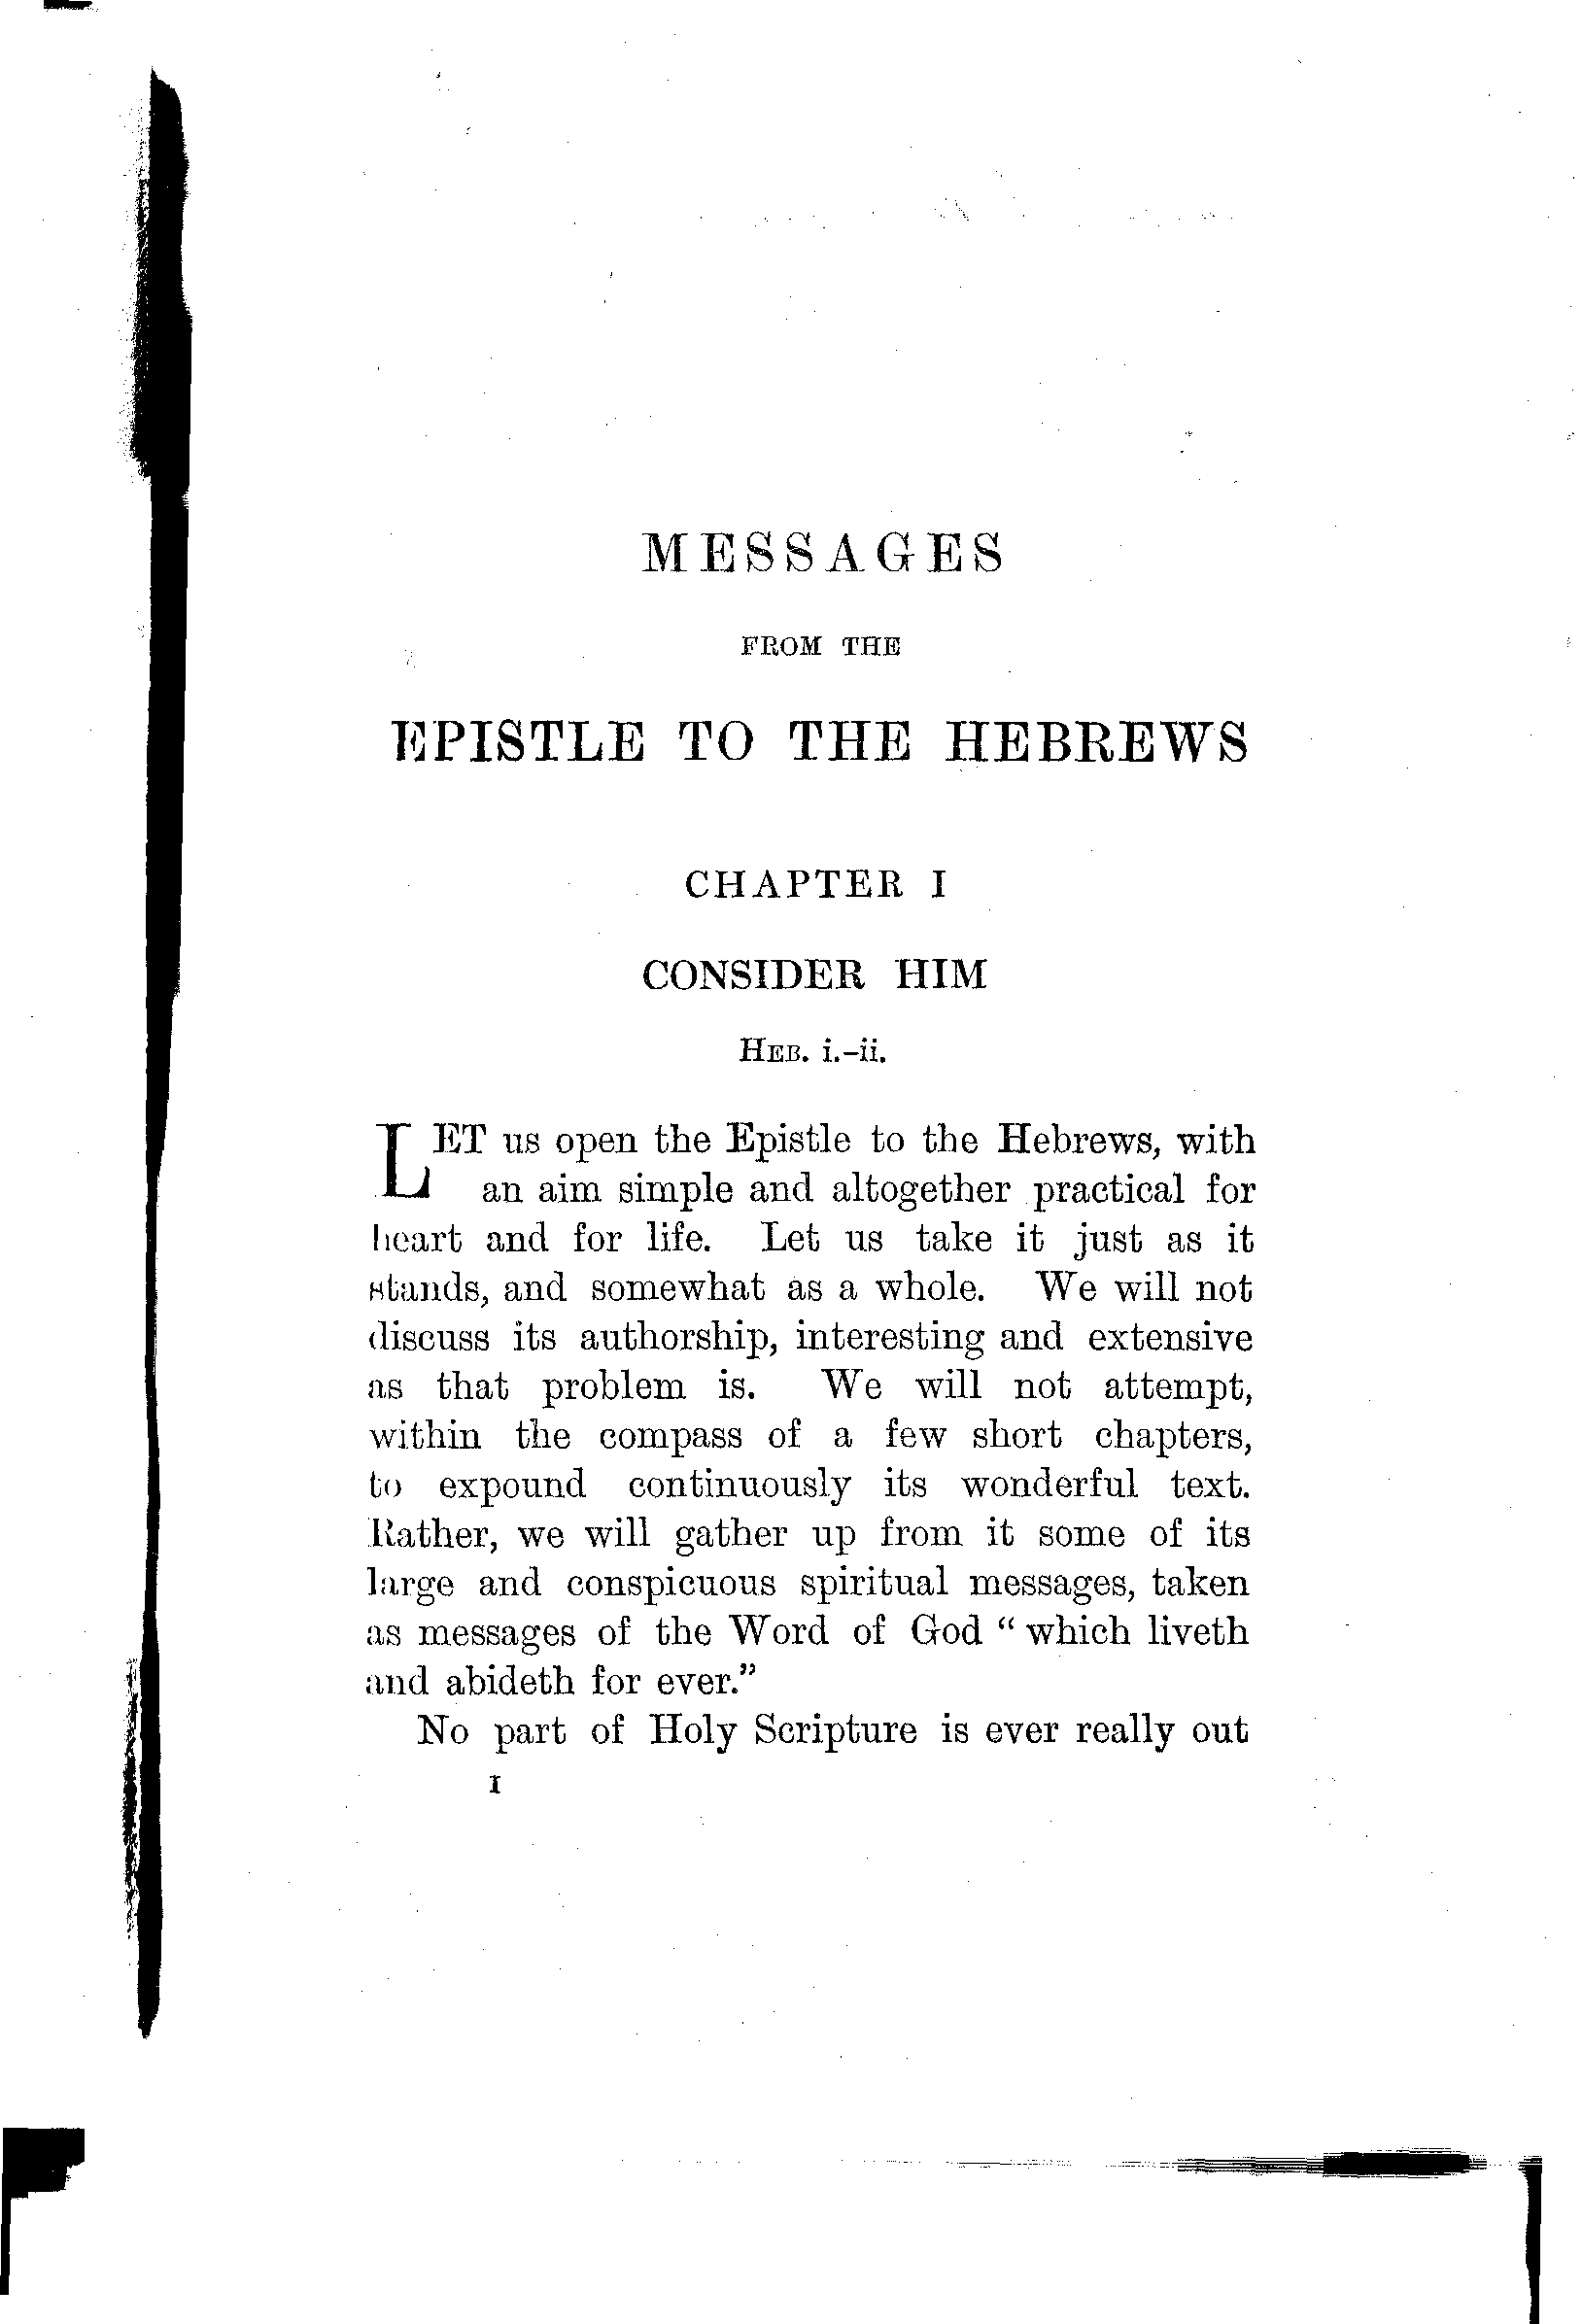 MESSAGES
FROM THE
EPISTLE TO THE HEBREWS
CHAPTER I
CONSIDER HIM
HEB. i.-ii.
LET us open the Epistle to the Hebrews, with
an aim simple and altogether practical for
heart and for life. Let us take it just as it
stands, and somewhat as a whole. We will not
discuss its authorship, interesting and extensive
as that problem is. We will not attempt,
within the compass of a few short chapters,
to expound continuously its wonderful text.
Rather, we will gather up from it some of its
large and conspicuous spiritual messages, taken
as messages of the Word of God “ which liveth
and abideth for ever.”
No part of Holy Scripture is ever really out
I